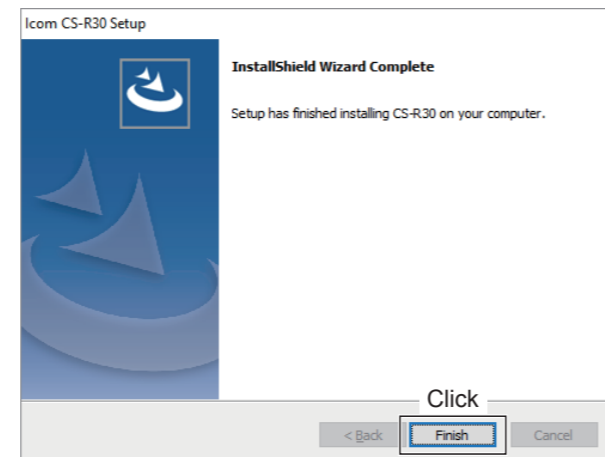 Icom CS-R30 Setup
InstallShield Wizard Complete
Setup has finished installing CS-R30 on your computer.
Click
< Back Finish Cancel